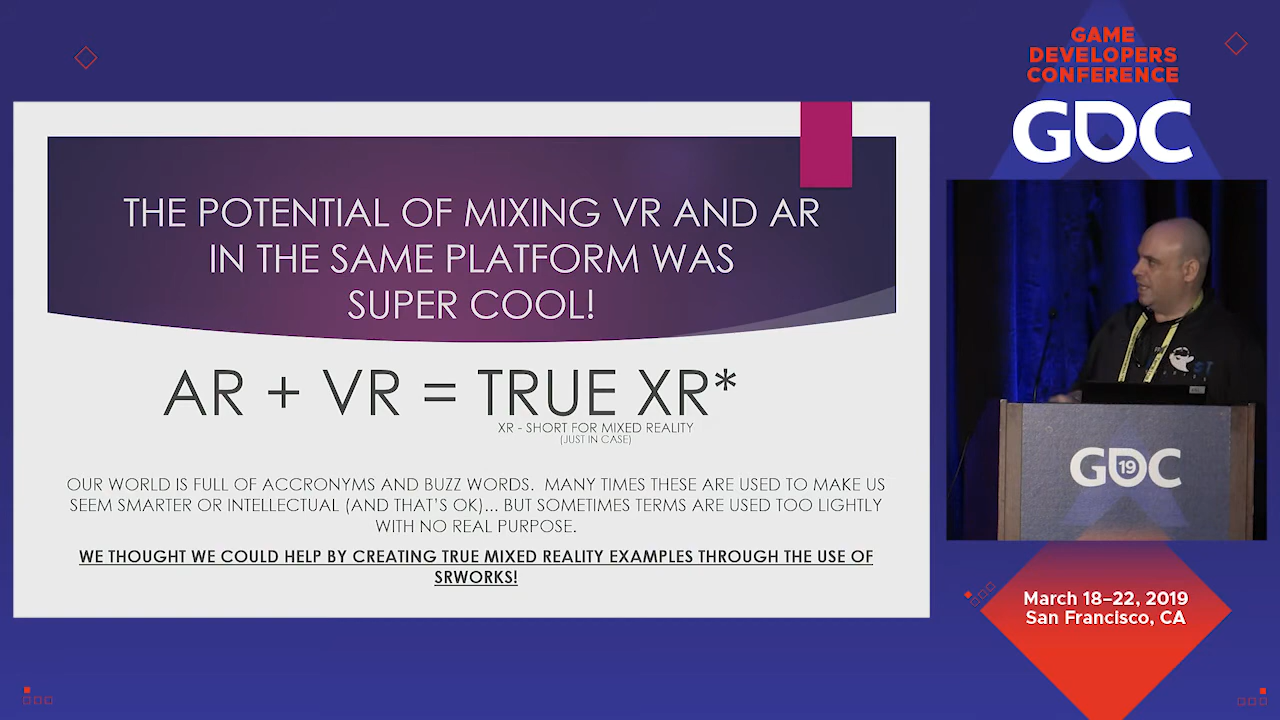 GAME
DEVELOPERS
CONFERENCE
GDC
THE POTENTIAL OF MIXING VR AND AR
IN THE SAME PLATFORM WAS
SUPER COOL!
AR + VR = TRUE XR*
XR - SHORT FOR MIXED REALITY
(JUST IN CASE)
OUR WORLD IS FULL OF ACCRONYMS AND BUZZ WORDS. MANY TIMES THESE ARE USED TO MAKE US
SEEM SMARTER OR INTELLECTUAL (AND THAT'S OK)... BUT SOMETIMES TERMS ARE USED TOO LIGHTLY
WITH NO REAL PURPOSE.
WE THOUGHT WE COULD HELP BY CREATING TRUE MIXED REALITY EXAMPLES THROUGH THE USE OF
SRWORKS!
GDC
19
March 18–22, 2019
San Francisco, CA